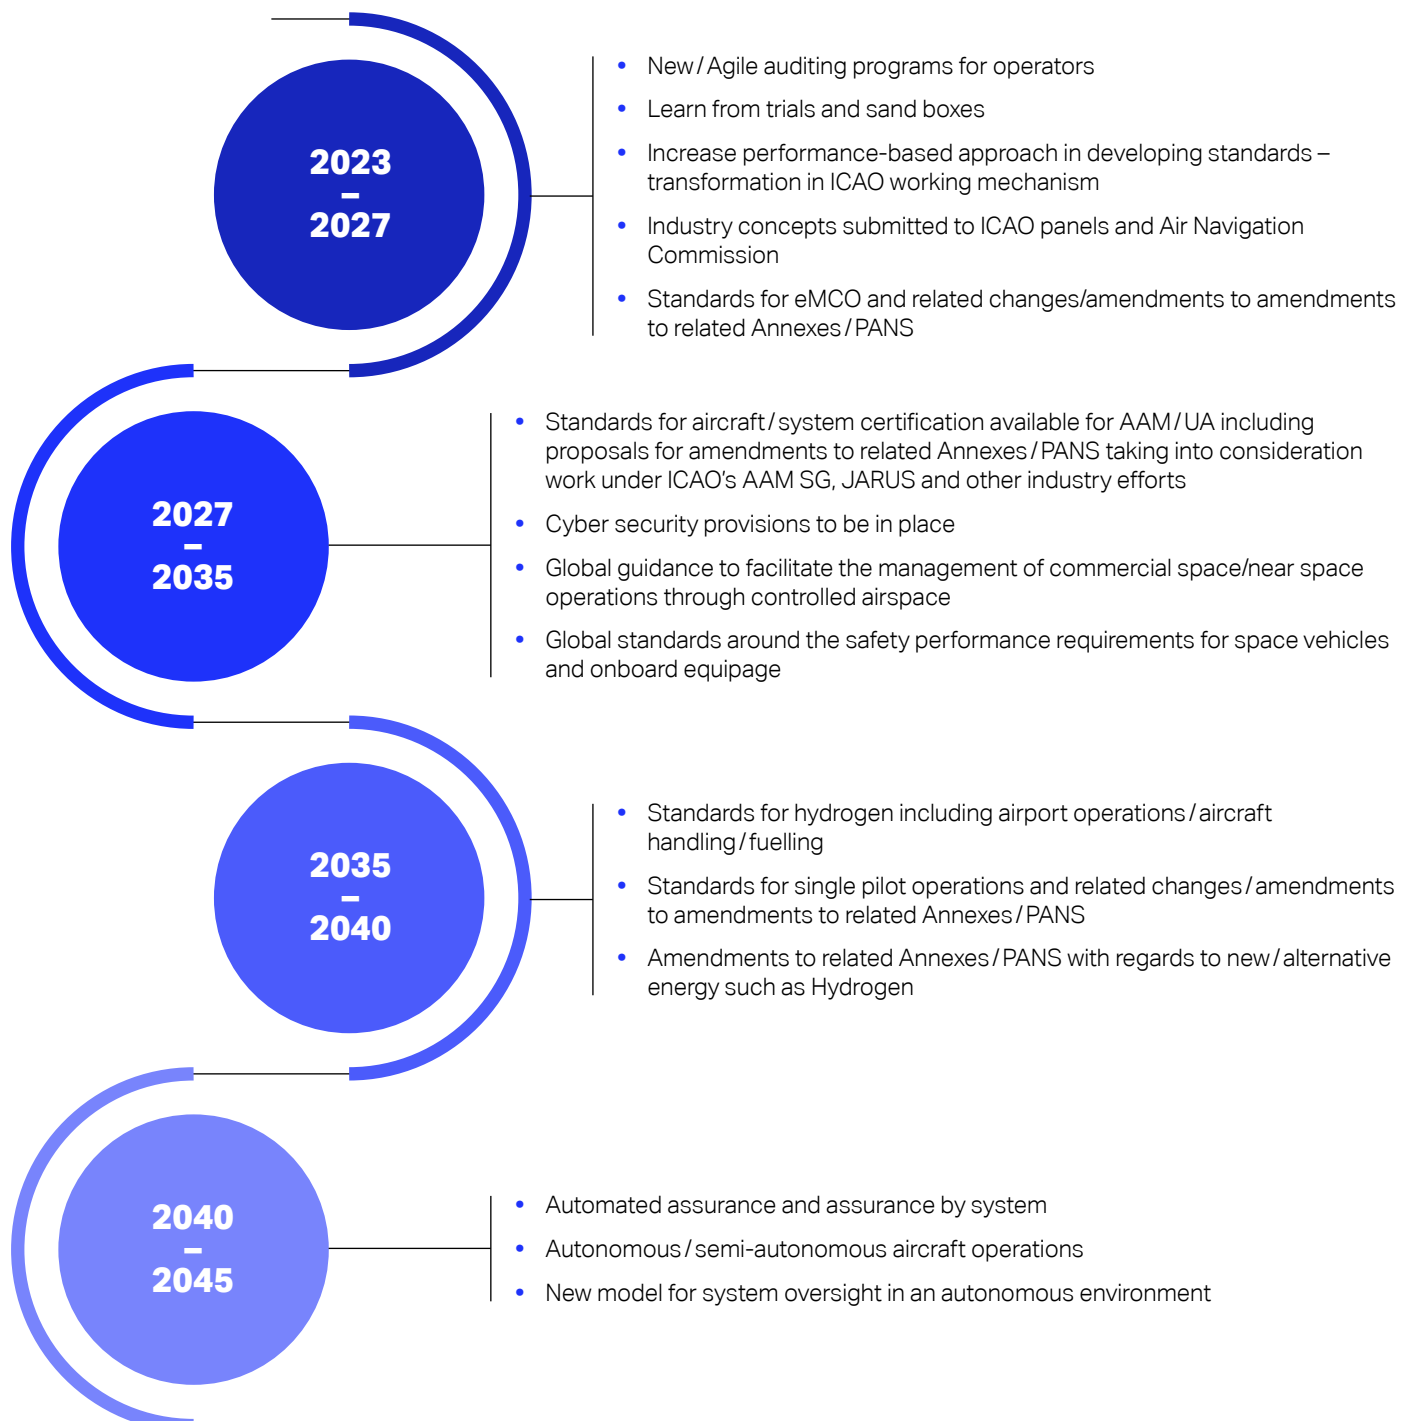 2023
–
2027
• New/Agile auditing programs for operators
• Learn from trials and sand boxes
• Increase performance-based approach in developing standards –
transformation in ICAO working mechanism
• Industry concepts submitted to ICAO panels and Air Navigation
Commission
• Standards for eMCO and related changes/amendments to amendments
to related Annexes/PANS
2027
–
2035
• Standards for aircraft/system certification available for AAM/UA including
proposals for amendments to related Annexes/PANS taking into consideration
work under ICAO’s AAM SG, JARUS and other industry efforts
• Cyber security provisions to be in place
• Global guidance to facilitate the management of commercial space/near space
operations through controlled airspace
• Global standards around the safety performance requirements for space vehicles
and onboard equipage
2035
–
2040
• Standards for hydrogen including airport operations/aircraft
handling/fuelling
• Standards for single pilot operations and related changes/amendments
to amendments to related Annexes/PANS
• Amendments to related Annexes/PANS with regards to new/alternative
energy such as Hydrogen
2040
–
2045
• Automated assurance and assurance by system
• Autonomous/semi-autonomous aircraft operations
• New model for system oversight in an autonomous environment